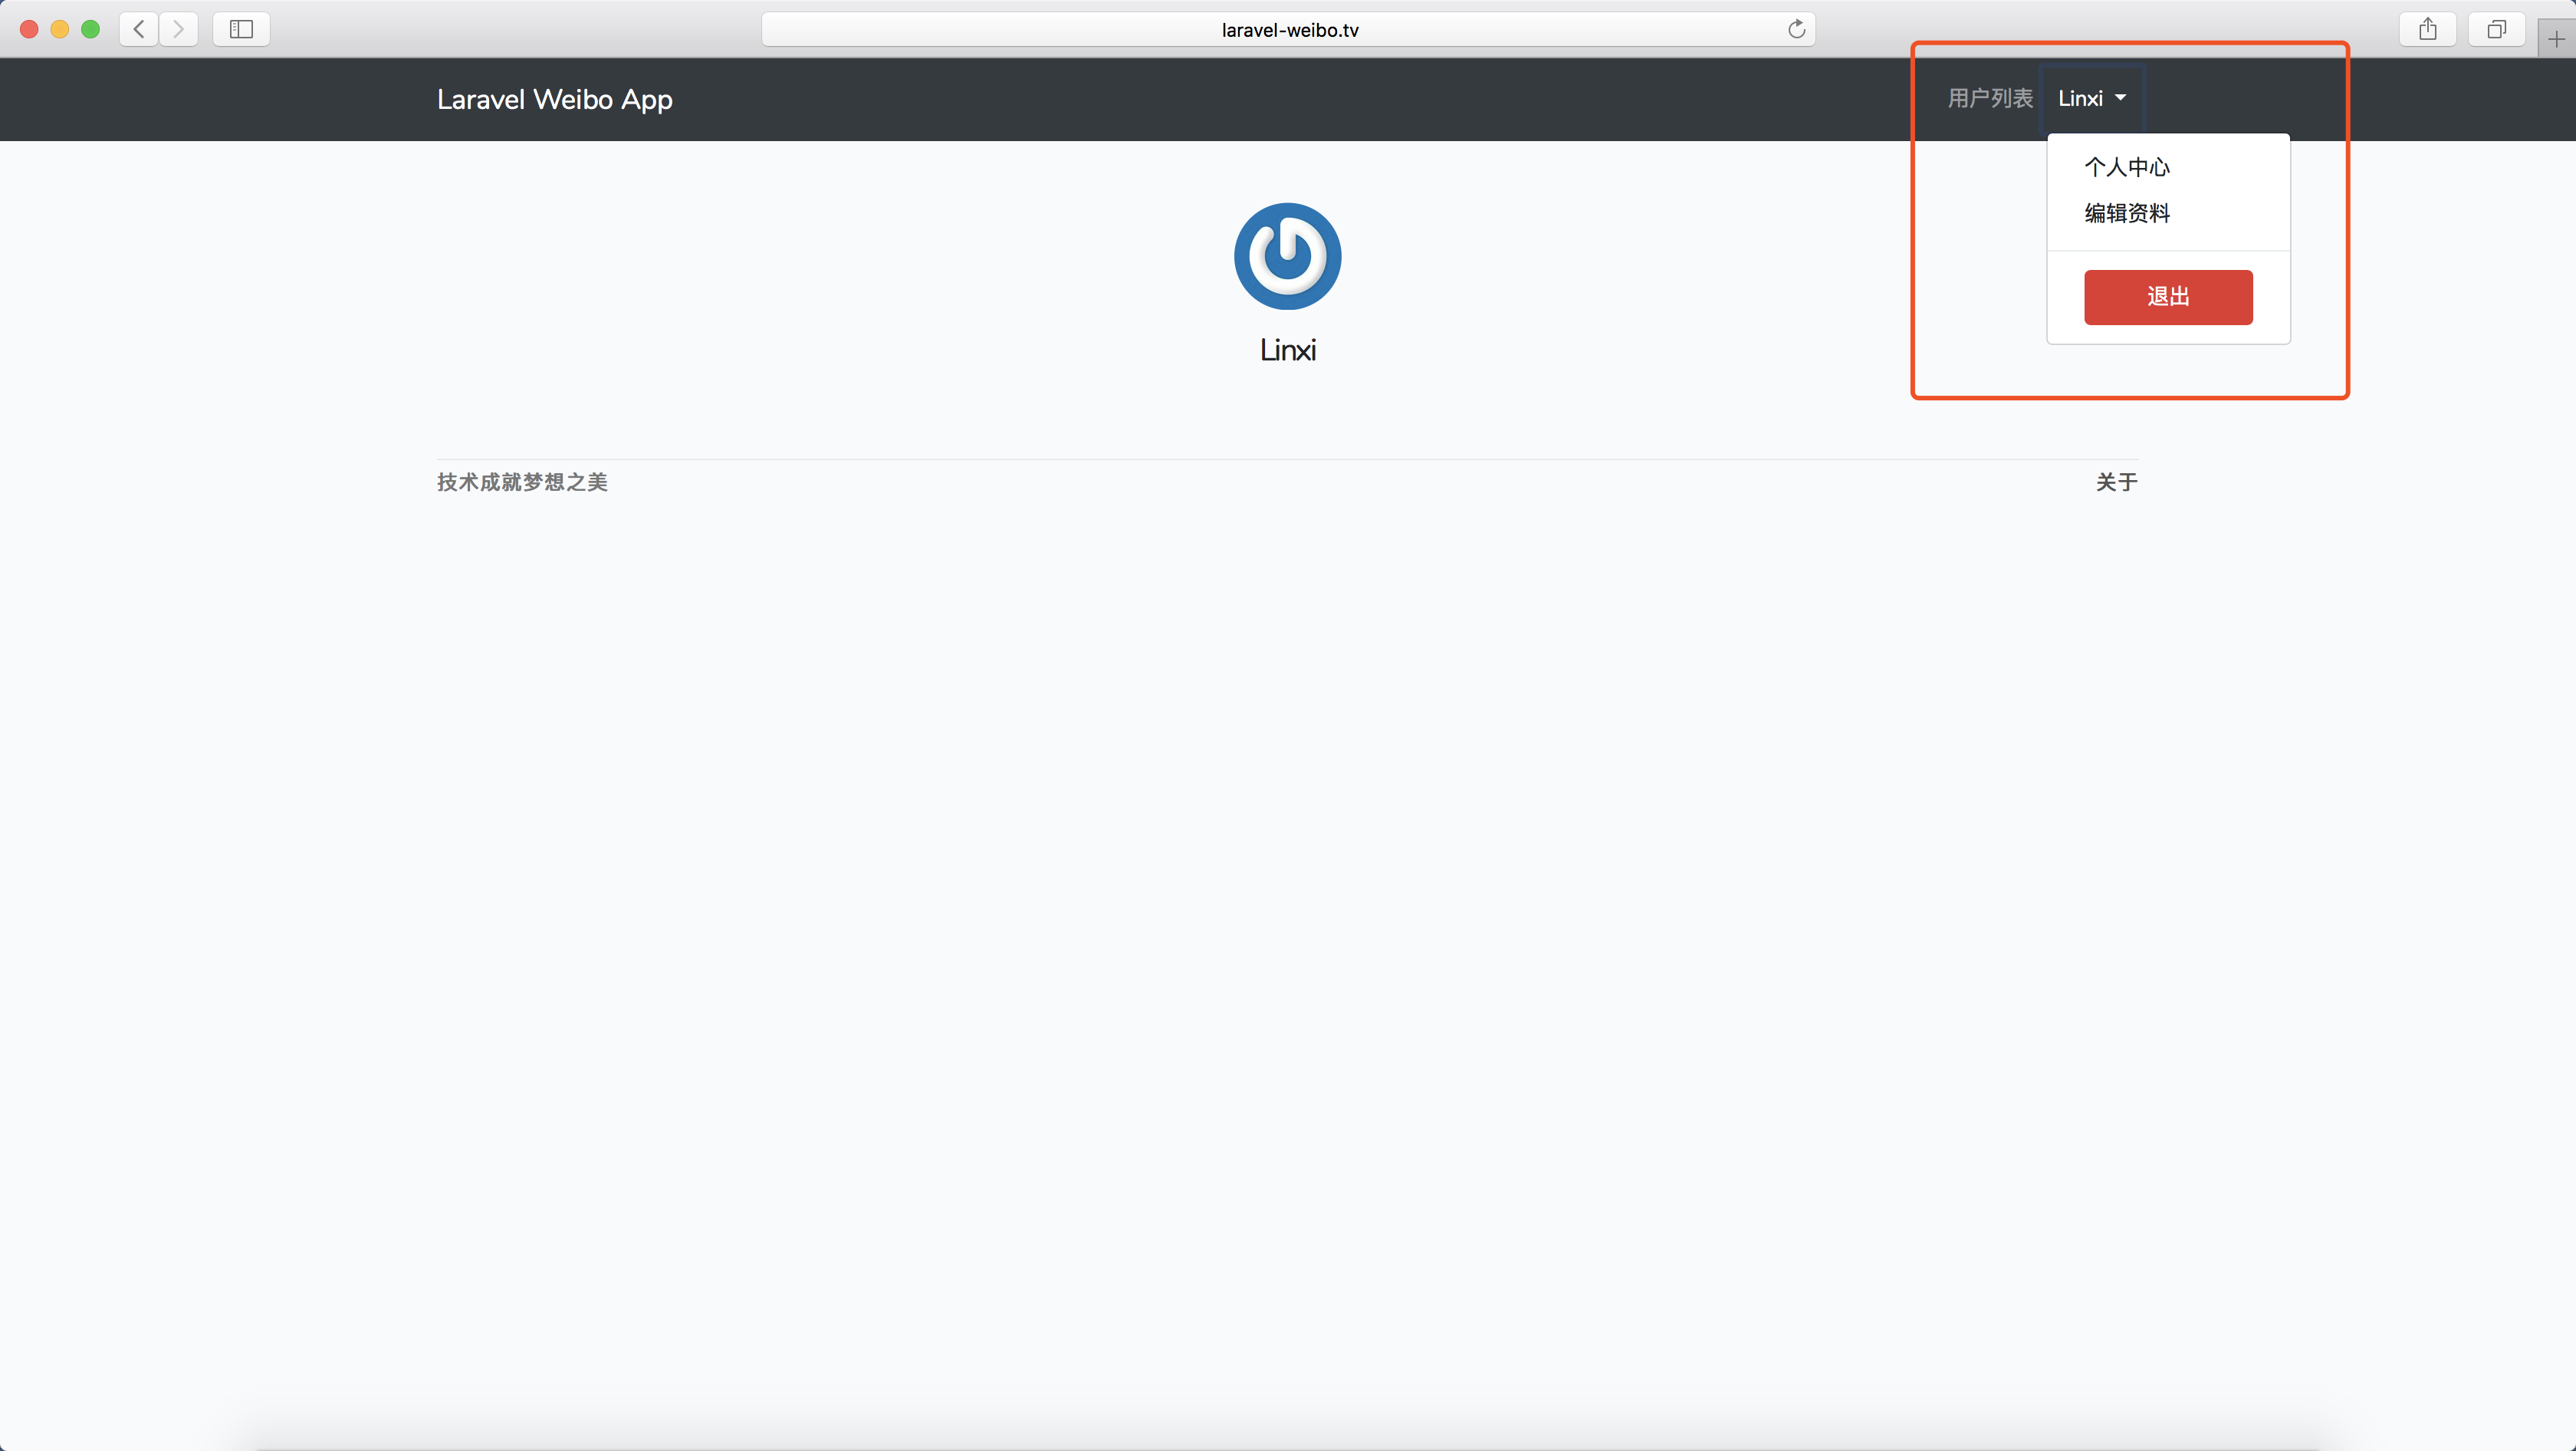 laravel-weibo.tv
Laravel Weibo App
用户列表 Linxi
个人中心
编辑资料
退出
Linxi
技术成就梦想之美 关于